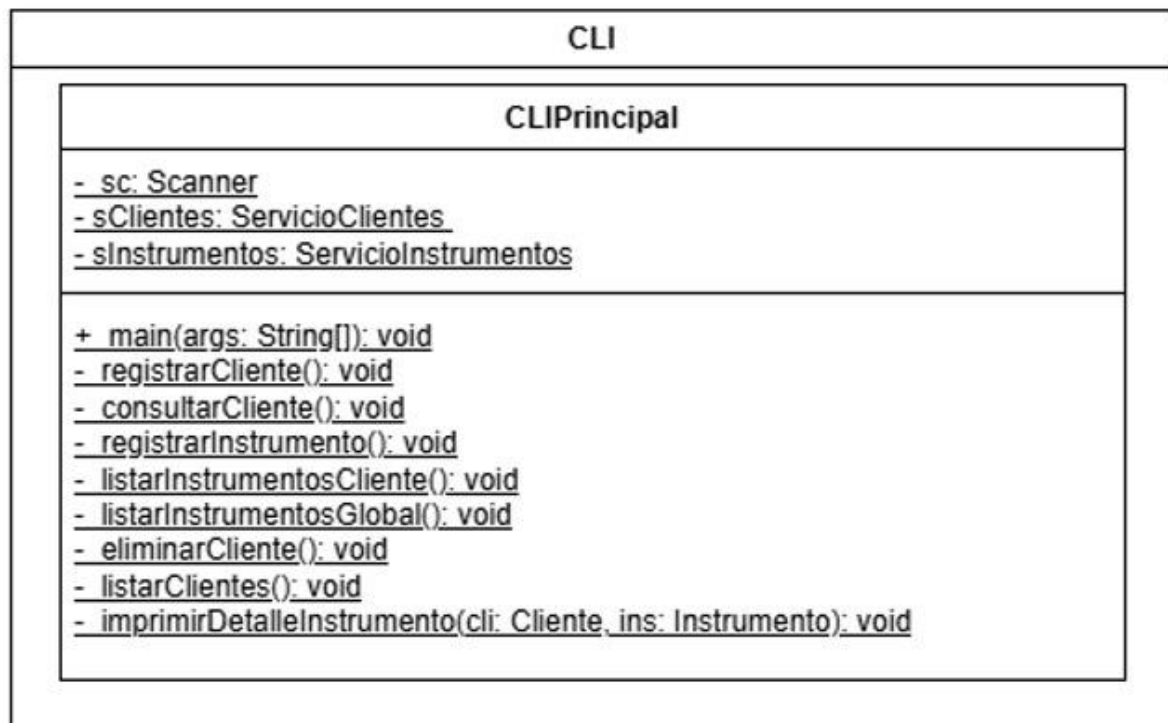 CLI
CLIPrincipal
- sc: Scanner
- sClientes: ServicioClientes
- sInstrumentos: ServicioInstrumentos
+ main(args: String[]): void
- registrarCliente(): void
- consultarCliente(): void
- registrarInstrumento(): void
- listarInstrumentosCliente(): void
- listarInstrumentosGlobal(): void
- eliminarCliente(): void
- listarClientes(): void
- imprimirDetalleInstrumento(cli: Cliente, ins: Instrumento): void